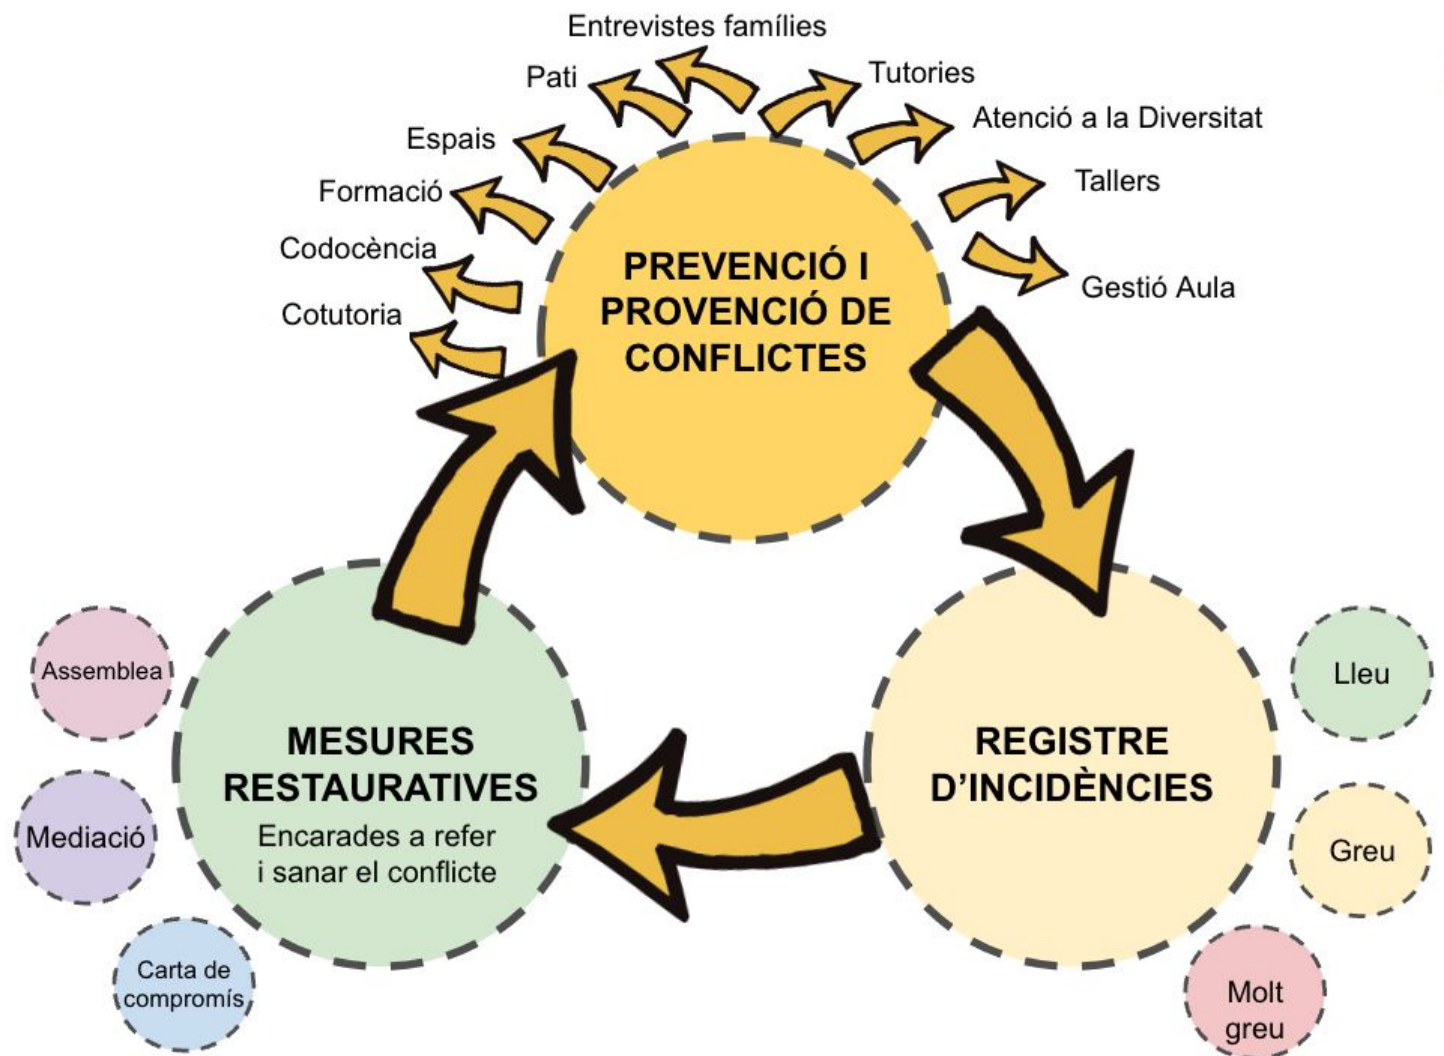 Entrevistes famílies
Pati
Tutories
Atenció a la Diversitat
Espais
Tallers
Formació
Codocència
Gestió Aula
Cotutoria
PREVENCIÓ I
PROVENCIÓ DE
CONFLICTES
Assemblea
Mediació
Carta de
compromís
MESURES
RESTAURATIVES
Encarades a refer
i sanar el conflicte
REGISTRE
D'INCIDÈNCIES
Lleu
Greu
Molt
greu